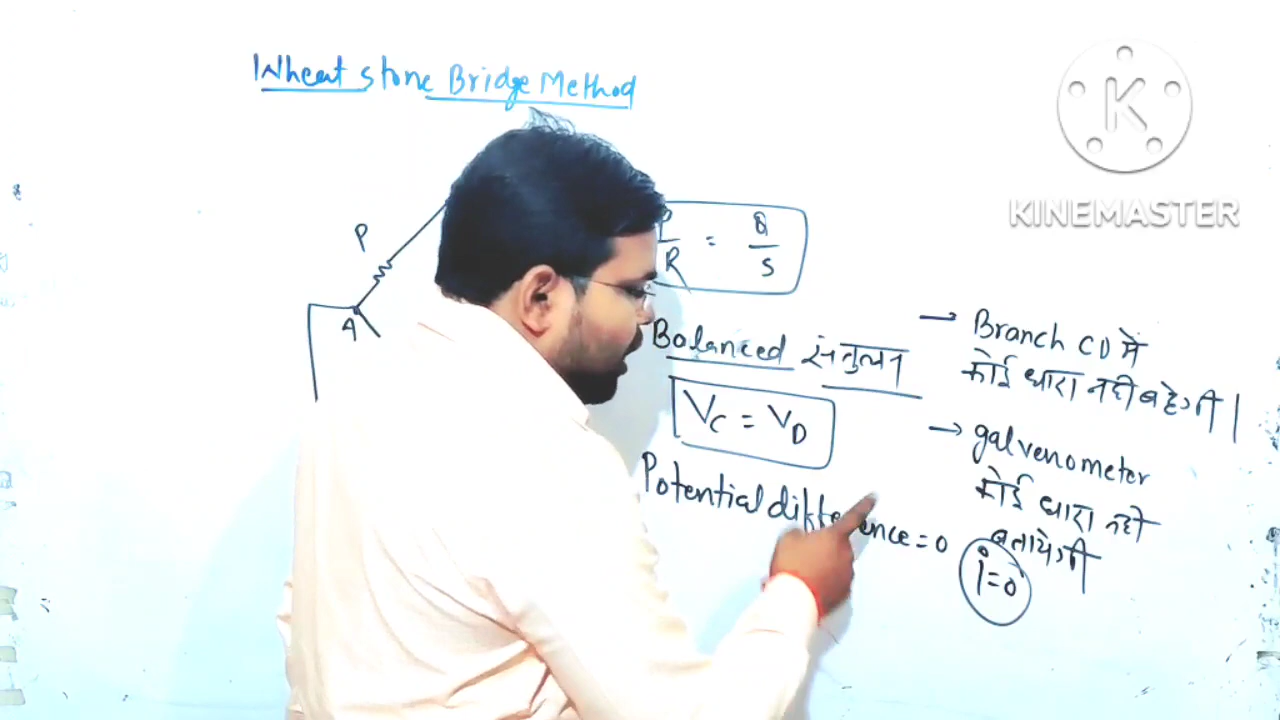 Wheat stone Bridge Method
P
A
P = Q
R S
Balanced संतुलन
VC = VD
Potential difference = 0
→ Branch CD में
कोई धारा नहीं बहेगी।
→ galvenometer
कोई धारा नही
बतायेगी
i=0
K
KINEMASTER